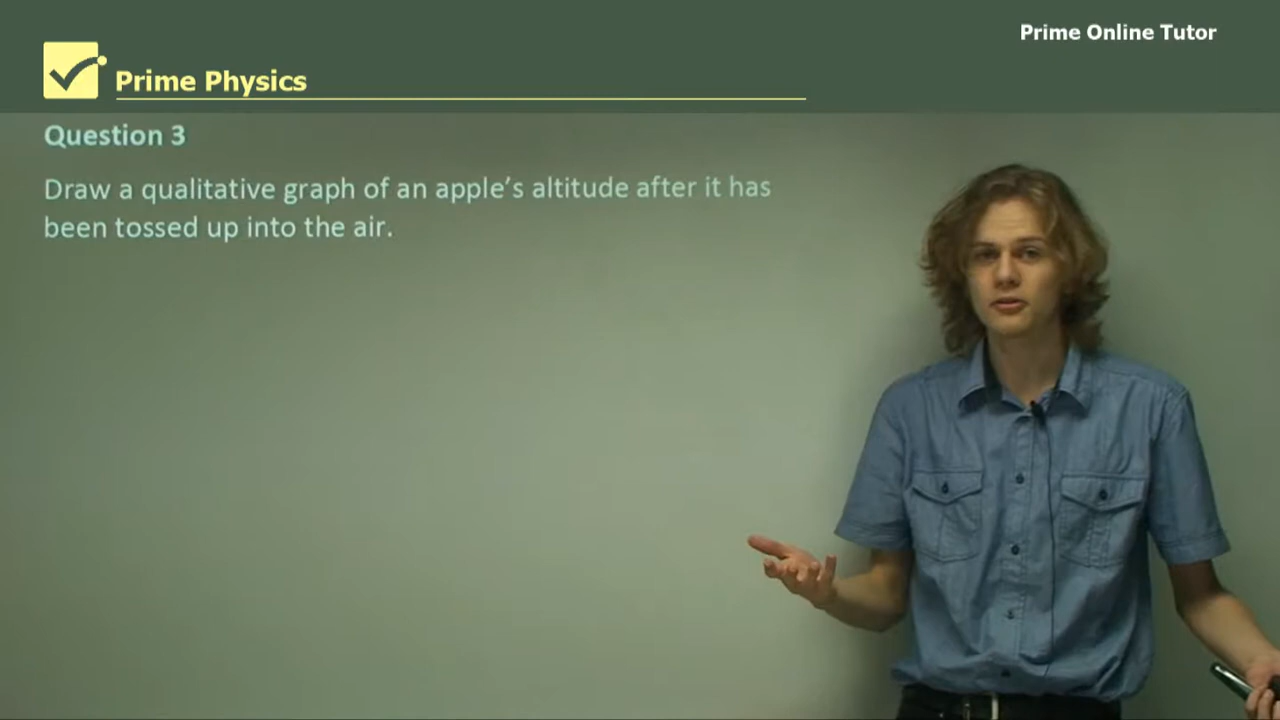 Prime Online Tutor
Prime Physics
Question 3
Draw a qualitative graph of an apple's altitude after it has
been tossed up into the air.